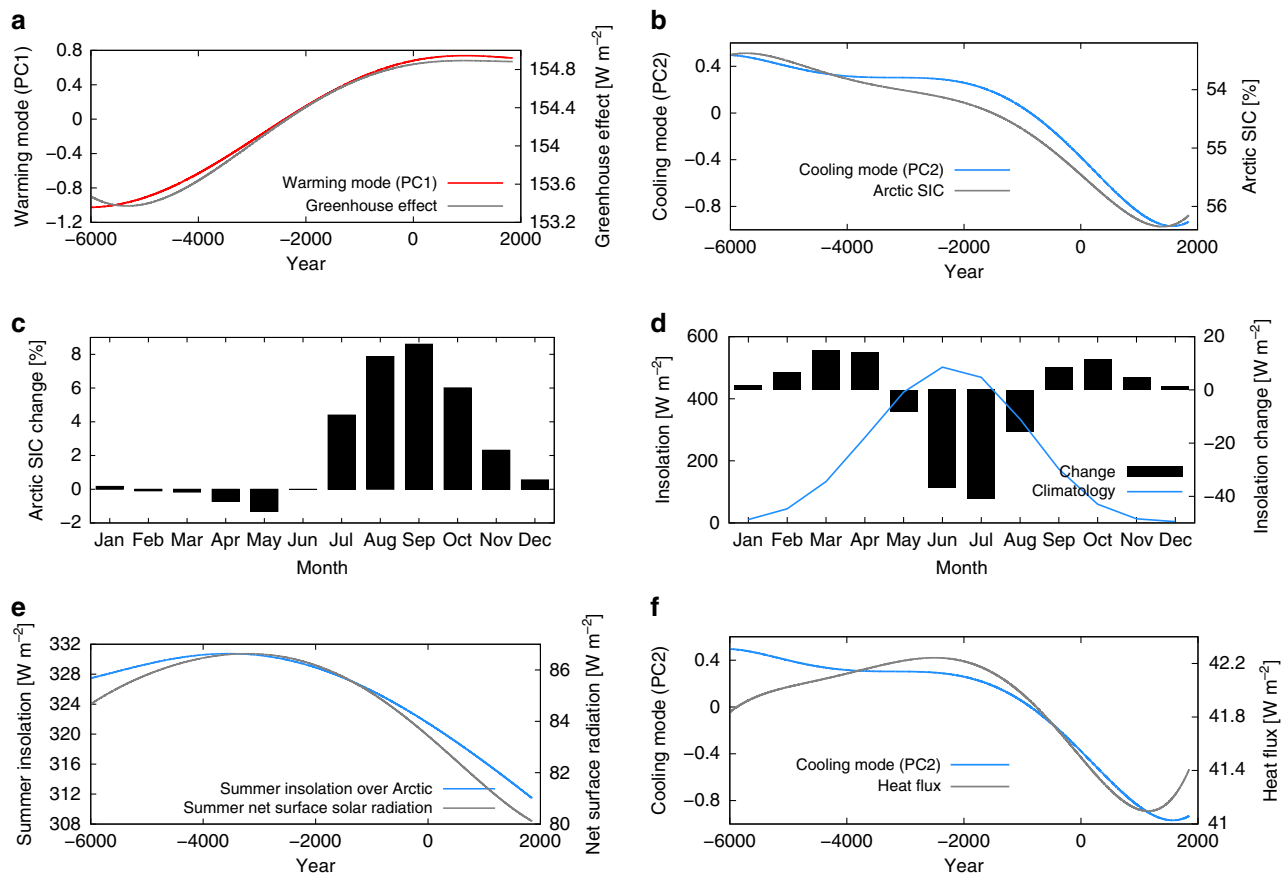 a
Warming mode (PC1)
0.8
0.4
0
−0.4
−0.8
−1.2
154.8
154.4
154
153.6
153.2
Greenhouse effect [W m−2]
Warming mode (PC1)
Greenhouse effect
−6000 −4000 −2000 0 2000
Year
b
Cooling mode (PC2)
0.4
0
−0.4
−0.8
54
55
56
Arctic SIC [%]
Cooling mode (PC2)
Arctic SIC
−6000 −4000 −2000 0 2000
Year
c
Arctic SIC change [%]
8
6
4
2
0
−2
Jan Feb Mar Apr May Jun Jul Aug Sep Oct Nov Dec
Month
d
Insolation [W m−2]
600
400
200
0
20
0
−20
−40
Insolation change [W m−2]
Change
Climatology
Jan Feb Mar Apr May Jun Jul Aug Sep Oct Nov Dec
Month
e
Summer insolation [W m−2]
332
328
324
320
316
312
308
86
84
82
80
Net surface radiation [W m−2]
Summer insolation over Arctic
Summer net surface solar radiation
−6000 −4000 −2000 0 2000
Year
f
Cooling mode (PC2)
0.4
0
−0.4
−0.8
42.2
41.8
41.4
41
Heat flux [W m−2]
Cooling mode (PC2)
Heat flux
−6000 −4000 −2000 0 2000
Year